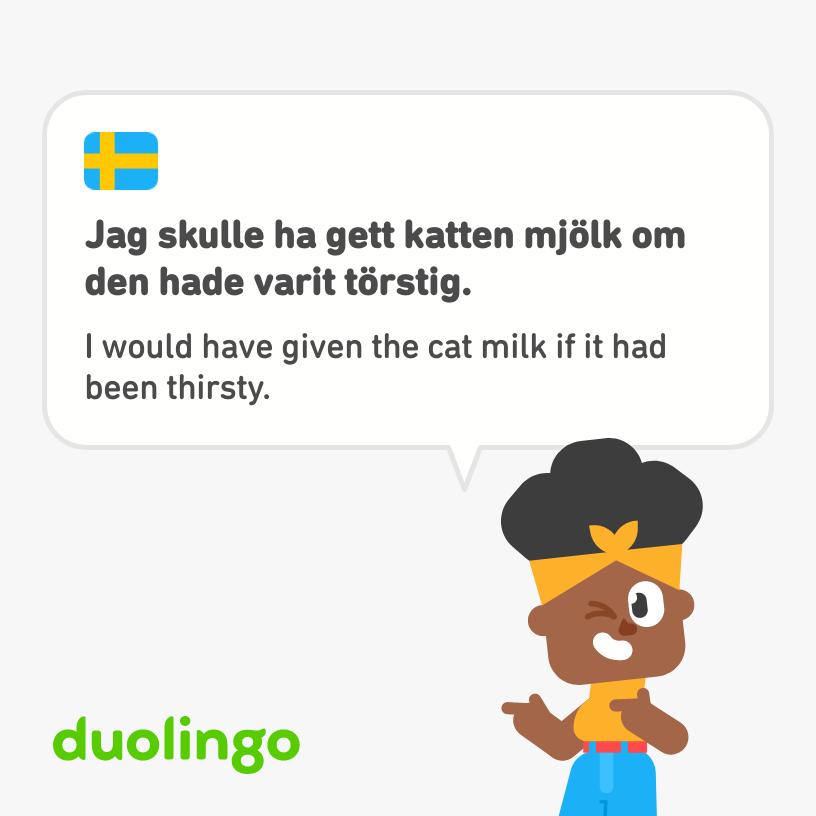 Jag skulle ha gett katten mjölk om
den hade varit törstig.
I would have given the cat milk if it had
been thirsty.
duolingo